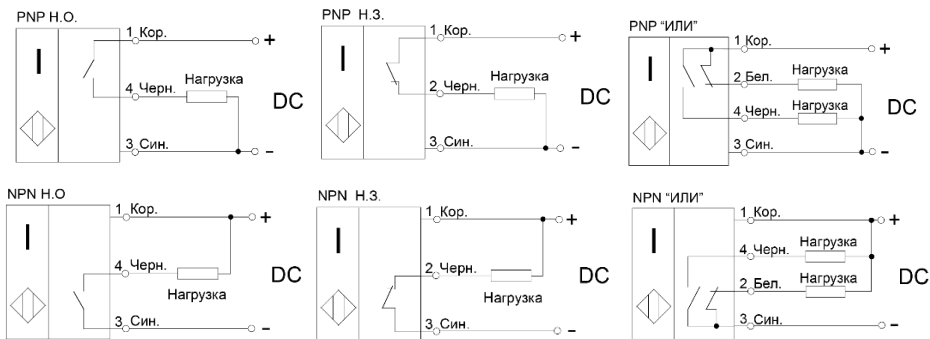 PNP Н.О.
1 Кор.
+
4 Черн.
Нагрузка
DC
3 Син.
-
PNP Н.З.
1 Кор.
+
2 Черн.
Нагрузка
DC
3 Син.
-
PNP “ИЛИ”
1 Кор.
+
2 Бел.
Нагрузка
DC
4 Черн.
Нагрузка
3 Син.
-
NPN Н.О
1 Кор.
+
4 Черн.
Нагрузка
DC
3 Син.
-
NPN Н.З.
1 Кор.
+
2 Черн.
Нагрузка
DC
3 Син.
-
NPN “ИЛИ”
1 Кор.
+
4 Черн.
Нагрузка
DC
2 Бел.
Нагрузка
3 Син.
-